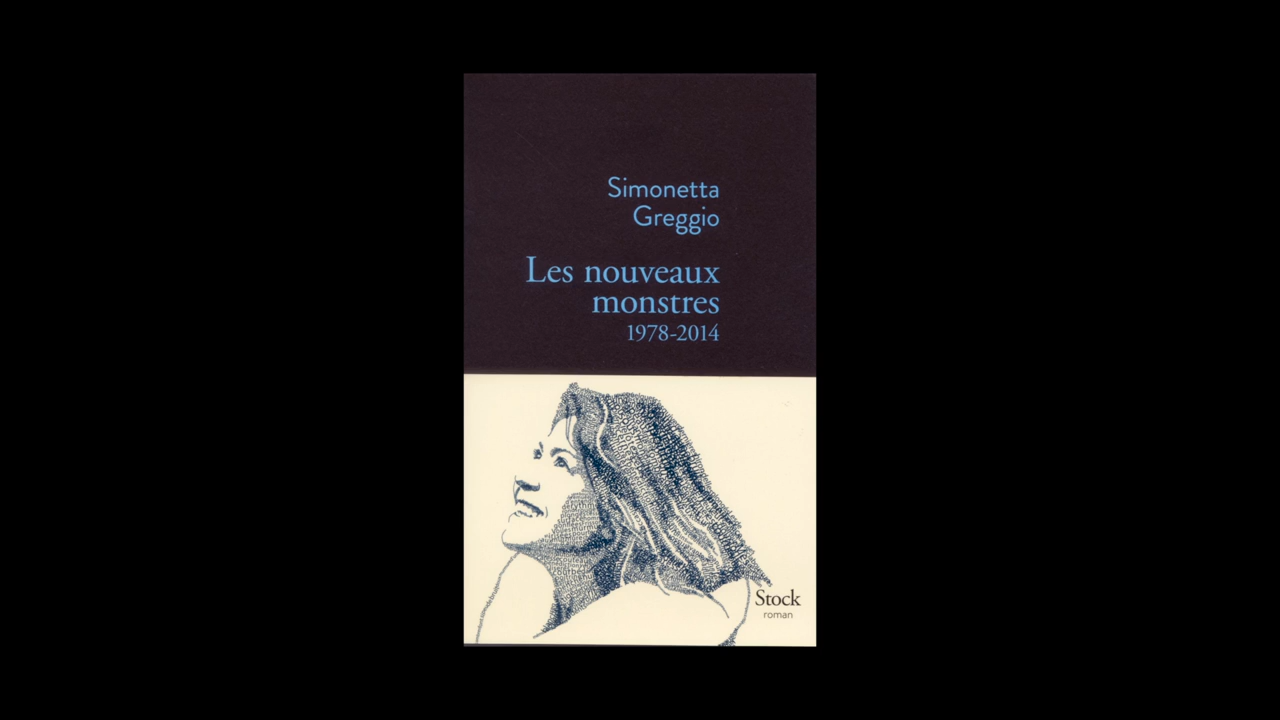 Simonetta
Greggio
Les nouveaux
monstres
1978-2014
Stock
roman